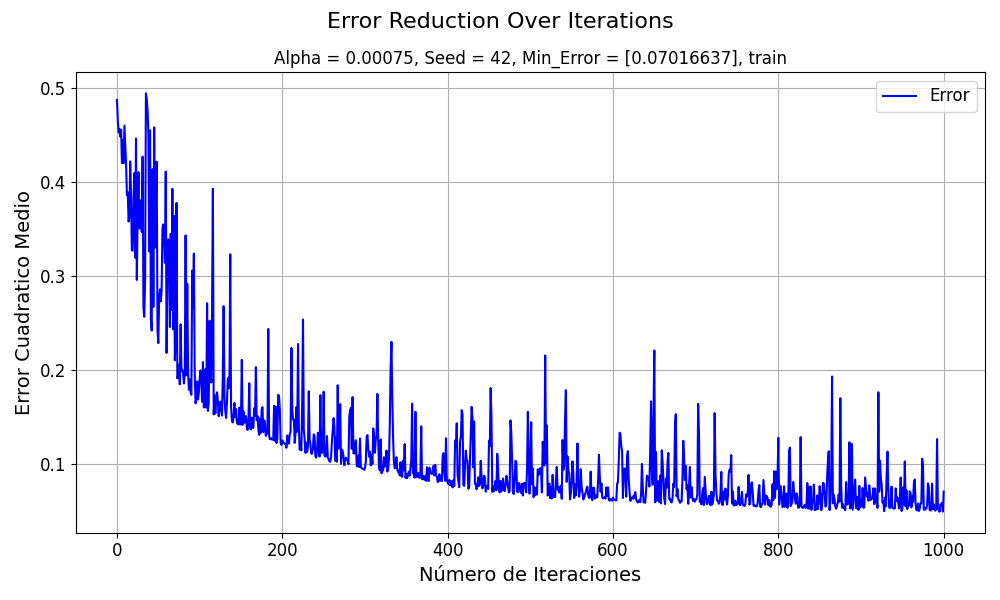 Error Reduction Over Iterations
Alpha = 0.00075, Seed = 42, Min_Error = [0.07016637], train
Error
Error Cuadratico Medio
0.5
0.4
0.3
0.2
0.1
0
200
400
600
800
1000
Número de Iteraciones